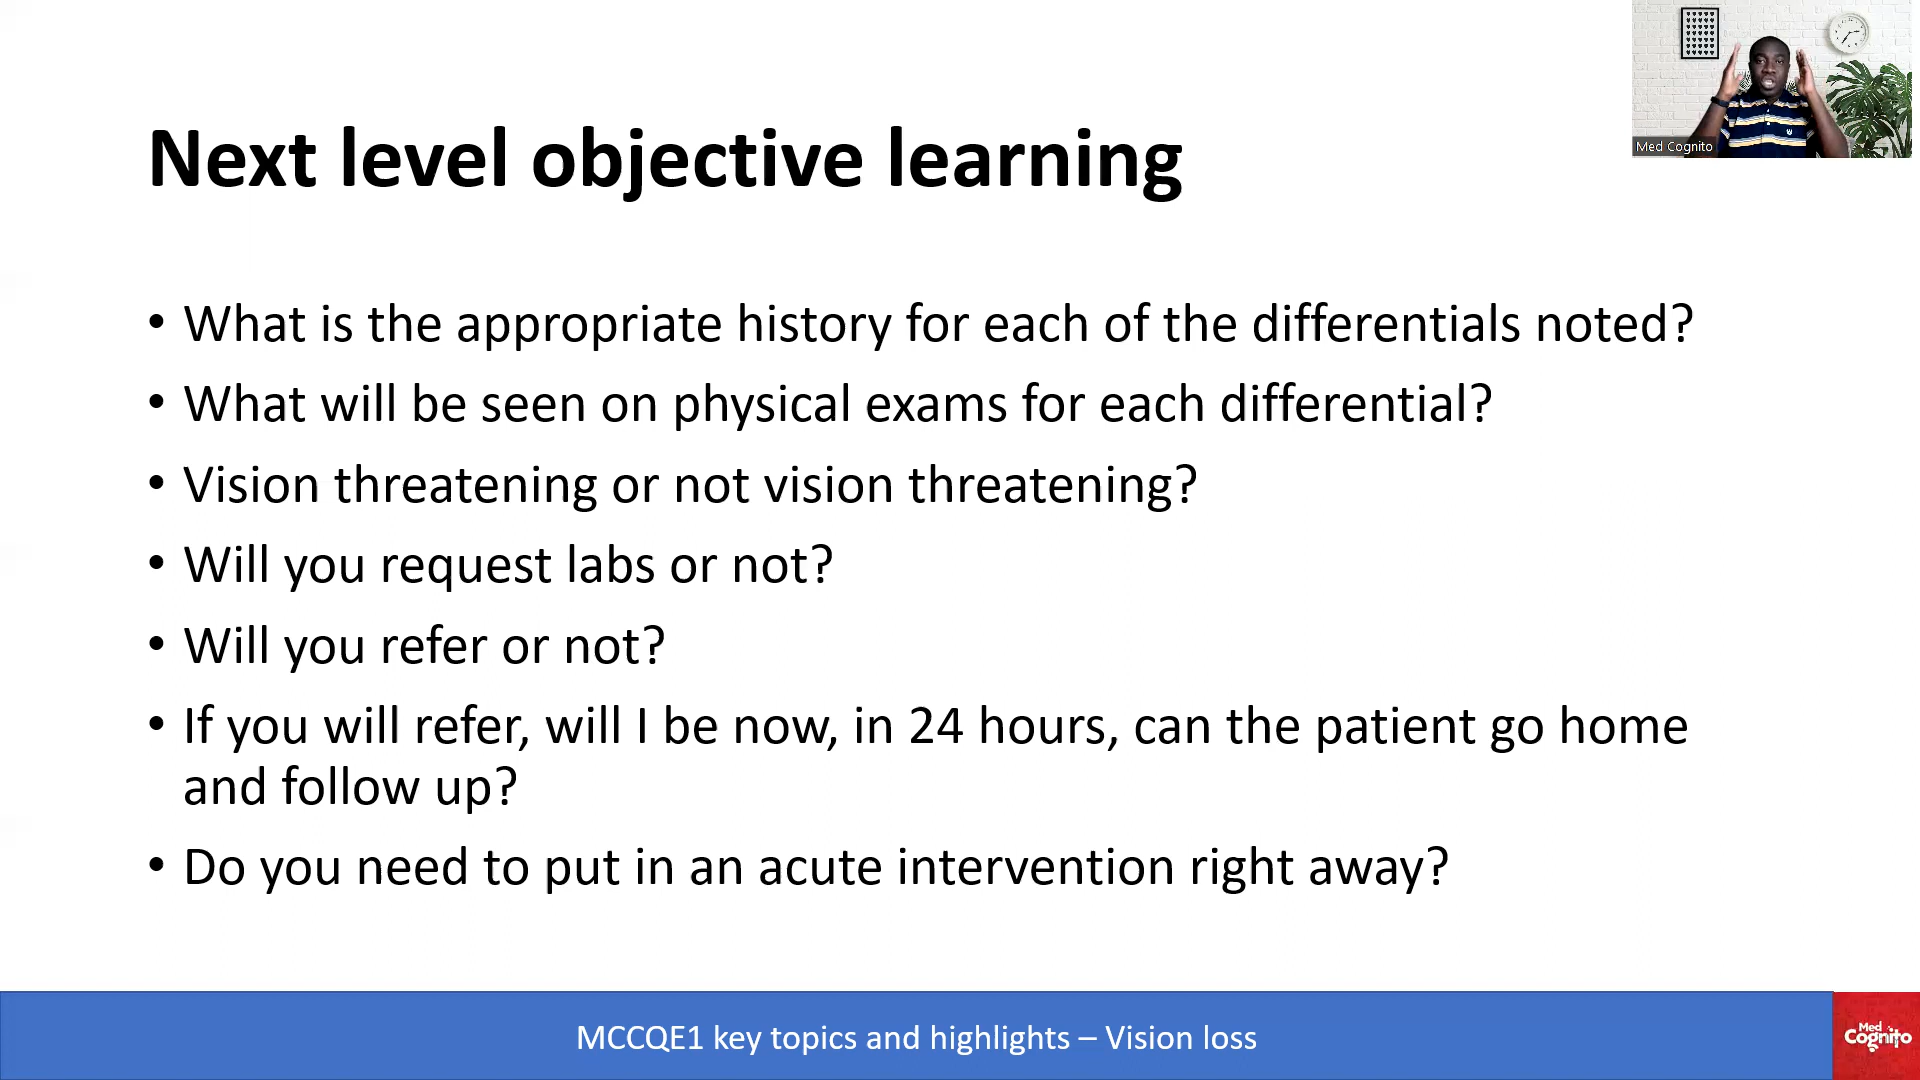 Med Cognito
Next level objective learning
• What is the appropriate history for each of the differentials noted?
• What will be seen on physical exams for each differential?
• Vision threatening or not vision threatening?
• Will you request labs or not?
• Will you refer or not?
• If you will refer, will I be now, in 24 hours, can the patient go home
and follow up?
• Do you need to put in an acute intervention right away?
MCCQE1 key topics and highlights – Vision loss
Med
Cognito